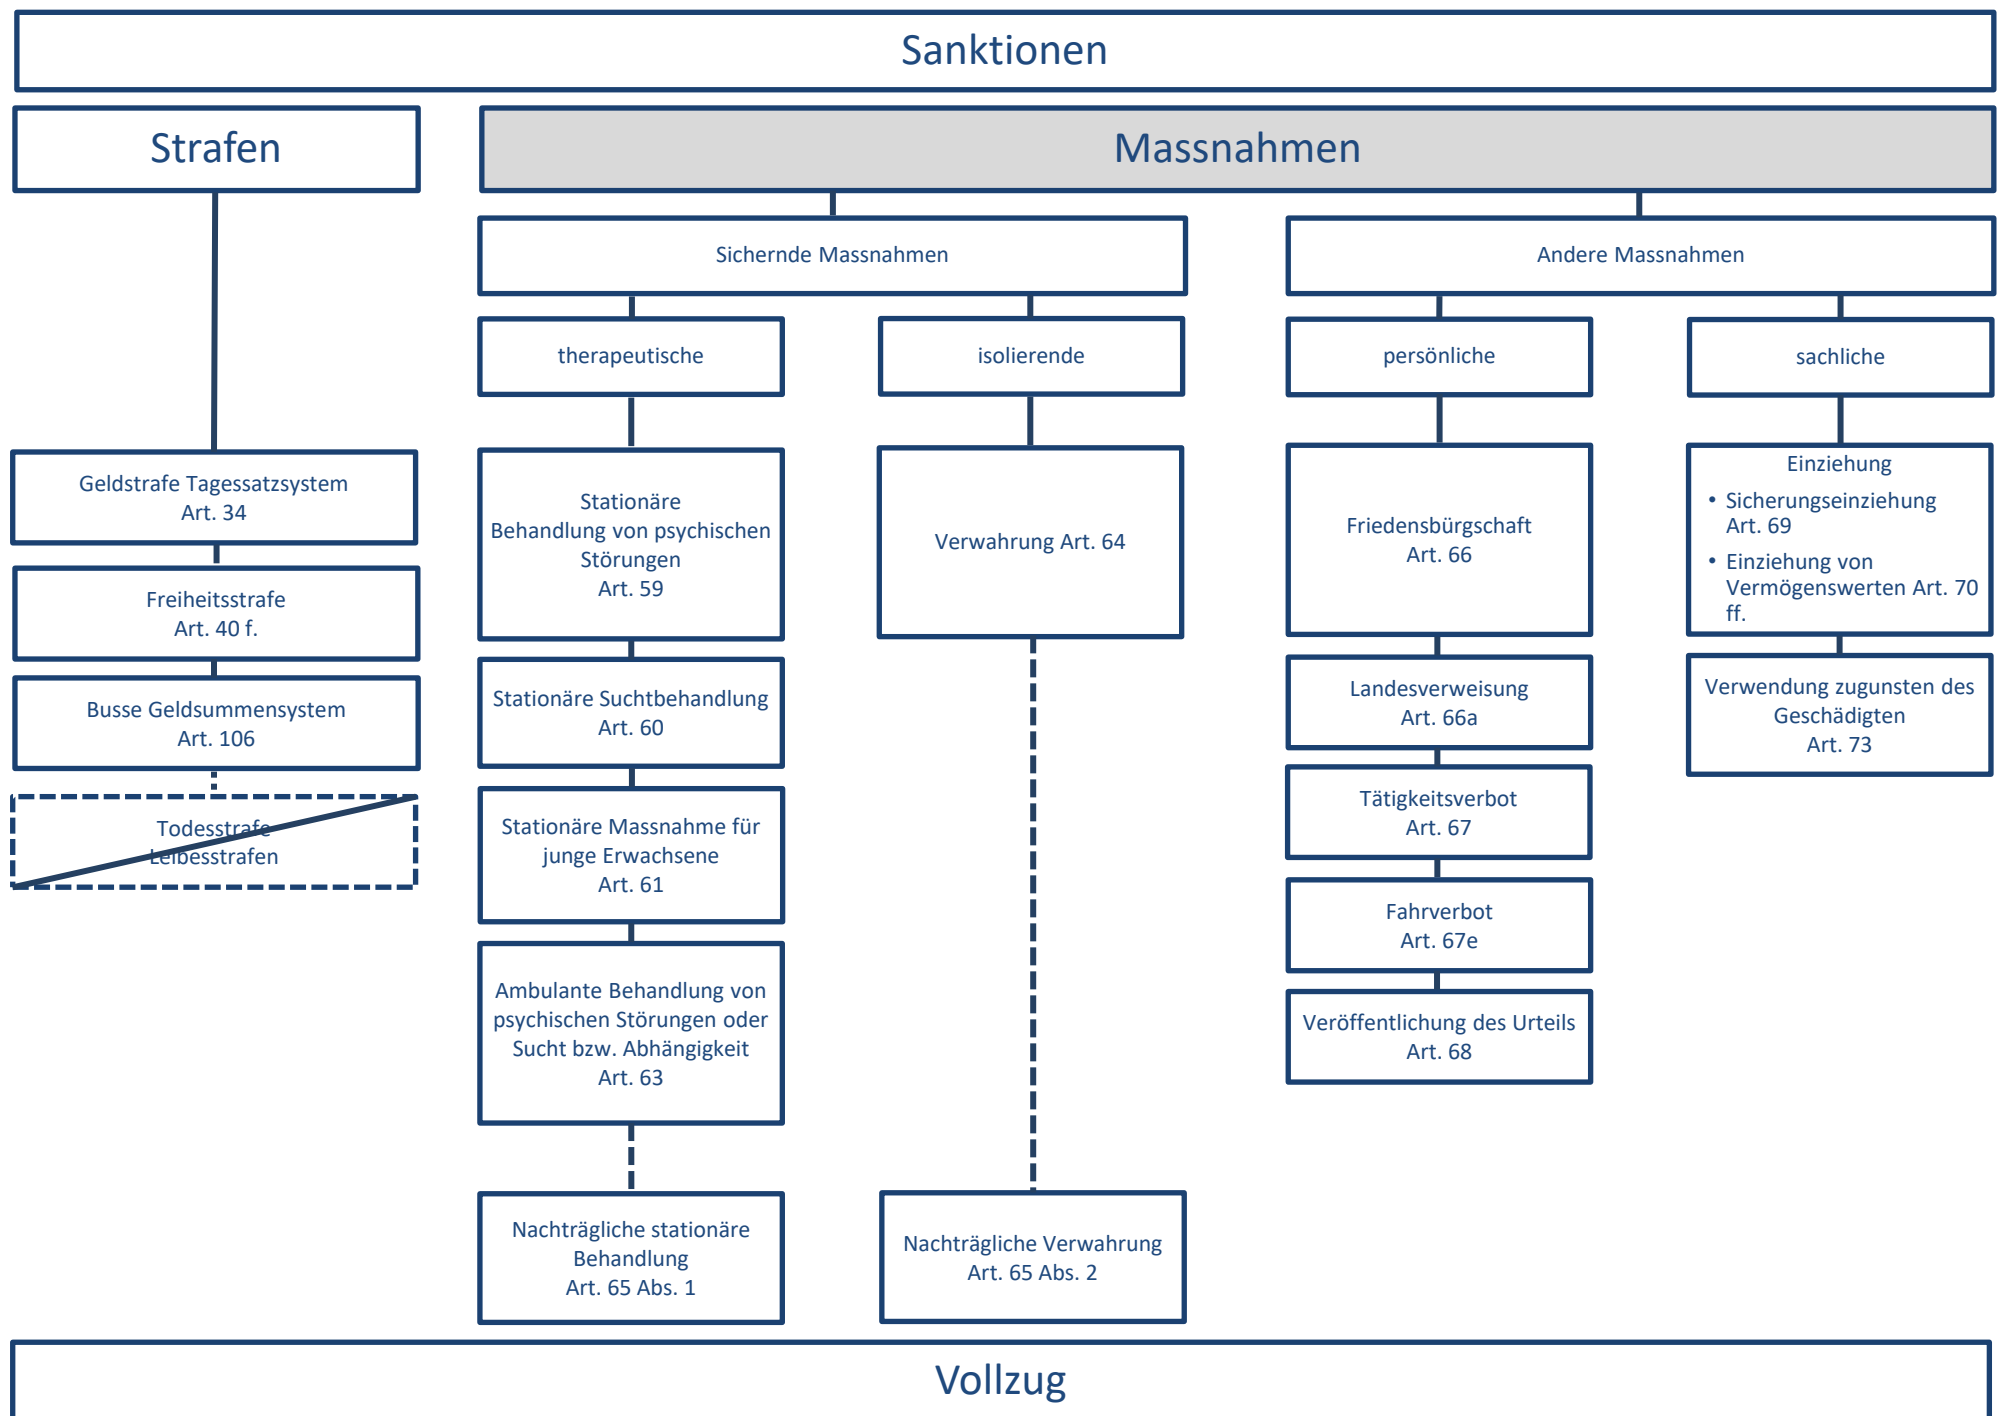 Sanktionen
Strafen
Massnahmen
Sichernde Massnahmen
Andere Massnahmen
therapeutische
isolierende
persönliche
sachliche
Geldstrafe Tagessatzsystem
Art. 34
Freiheitsstrafe
Art. 40 f.
Busse Geldsummensystem
Art. 106
Todesstrafe
Leibesstrafen
Stationäre
Behandlung von psychischen
Störungen
Art. 59
Stationäre Suchtbehandlung
Art. 60
Stationäre Massnahme für
junge Erwachsene
Art. 61
Ambulante Behandlung von
psychischen Störungen oder
Sucht bzw. Abhängigkeit
Art. 63
Nachträgliche stationäre
Behandlung
Art. 65 Abs. 1
Verwahrung Art. 64
Nachträgliche Verwahrung
Art. 65 Abs. 2
Friedensbürgschaft
Art. 66
Landesverweisung
Art. 66a
Tätigkeitsverbot
Art. 67
Fahrverbot
Art. 67e
Veröffentlichung des Urteils
Art. 68
Einziehung
• Sicherungseinziehung
Art. 69
• Einziehung von
Vermögenswerten Art. 70
ff.
Verwendung zugunsten des
Geschädigten
Art. 73
Vollzug